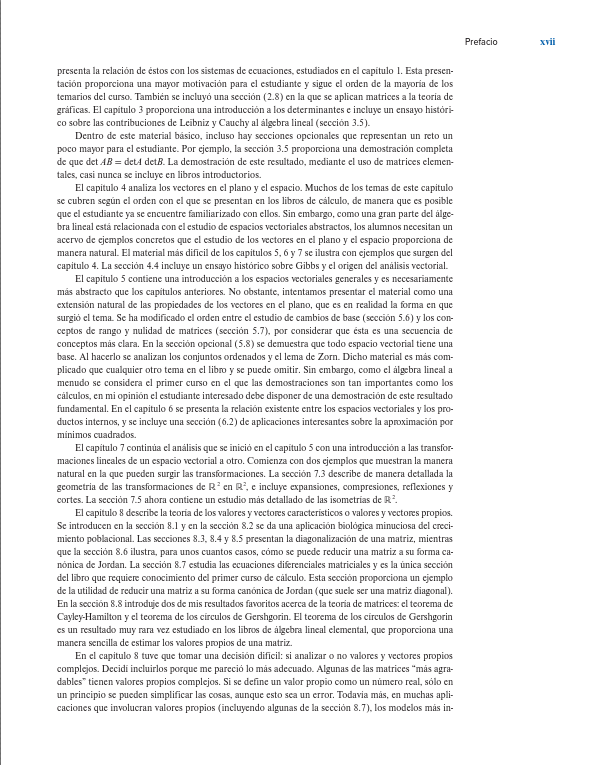 Prefacio xvii
presenta la relación de éstos con los sistemas de ecuaciones, estudiados en el capítulo 1. Esta presen-
tación proporciona una mayor motivación para el estudiante y sigue el orden de la mayoría de los
temarios del curso. También se incluyó una sección (2.8) en la que se aplican matrices a la teoría de
gráficas. El capítulo 3 proporciona una introducción a los determinantes e incluye un ensayo históri-
co sobre las contribuciones de Leibniz y Cauchy al álgebra lineal (sección 3.5).
Dentro de este material básico, incluso hay secciones opcionales que representan un reto un
poco mayor para el estudiante. Por ejemplo, la sección 3.5 proporciona una demostración completa
de que det AB = detA detB. La demostración de este resultado, mediante el uso de matrices elemen-
tales, casi nunca se incluye en libros introductorios.
El capítulo 4 analiza los vectores en el plano y el espacio. Muchos de los temas de este capítulo
se cubren según el orden con el que se presentan en los libros de cálculo, de manera que es posible
que el estudiante ya se encuentre familiarizado con ellos. Sin embargo, como una gran parte del álge-
bra lineal está relacionada con el estudio de espacios vectoriales abstractos, los alumnos necesitan un
acervo de ejemplos concretos que el estudio de los vectores en el plano y el espacio proporciona de
manera natural. El material más difícil de los capítulos 5, 6 y 7 se ilustra con ejemplos que surgen del
capítulo 4. La sección 4.4 incluye un ensayo histórico sobre Gibbs y el origen del análisis vectorial.
El capítulo 5 contiene una introducción a los espacios vectoriales generales y es necesariamente
más abstracto que los capítulos anteriores. No obstante, intentamos presentar el material como una
extensión natural de las propiedades de los vectores en el plano, que es en realidad la forma en que
surgió el tema. Se ha modificado el orden entre el estudio de cambios de base (sección 5.6) y los con-
ceptos de rango y nulidad de matrices (sección 5.7), por considerar que ésta es una secuencia de
conceptos más clara. En la sección opcional (5.8) se demuestra que todo espacio vectorial tiene una
base. Al hacerlo se analizan los conjuntos ordenados y el lema de Zorn. Dicho material es más com-
plicado que cualquier otro tema en el libro y se puede omitir. Sin embargo, como el álgebra lineal a
menudo se considera el primer curso en el que las demostraciones son tan importantes como los
cálculos, en mi opinión el estudiante interesado debe disponer de una demostración de este resultado
fundamental. En el capítulo 6 se presenta la relación existente entre los espacios vectoriales y los pro-
ductos internos, y se incluye una sección (6.2) de aplicaciones interesantes sobre la aproximación por
mínimos cuadrados.
El capítulo 7 continúa el análisis que se inició en el capítulo 5 con una introducción a las transfor-
maciones lineales de un espacio vectorial a otro. Comienza con dos ejemplos que muestran la manera
natural en la que pueden surgir las transformaciones. La sección 7.3 describe de manera detallada la
geometría de las transformaciones de ℝ² en ℝ², e incluye expansiones, compresiones, reflexiones y
cortes. La sección 7.5 ahora contiene un estudio más detallado de las isometrías de ℝ².
El capítulo 8 describe la teoría de los valores y vectores característicos o valores y vectores propios.
Se introducen en la sección 8.1 y en la sección 8.2 se da una aplicación biológica minuciosa del creci-
miento poblacional. Las secciones 8.3, 8.4 y 8.5 presentan la diagonalización de una matriz, mientras
que la sección 8.6 ilustra, para unos cuantos casos, cómo se puede reducir una matriz a su forma ca-
nónica de Jordan. La sección 8.7 estudia las ecuaciones diferenciales matriciales y es la única sección
del libro que requiere conocimiento del primer curso de cálculo. Esta sección proporciona un ejemplo
de la utilidad de reducir una matriz a su forma canónica de Jordan (que suele ser una matriz diagonal).
En la sección 8.8 introduje dos de mis resultados favoritos acerca de la teoría de matrices: el teorema de
Cayley-Hamilton y el teorema de los círculos de Gershgorin. El teorema de los círculos de Gershgorin
es un resultado muy rara vez estudiado en los libros de álgebra lineal elemental, que proporciona una
manera sencilla de estimar los valores propios de una matriz.
En el capítulo 8 tuve que tomar una decisión difícil: si analizar o no valores y vectores propios
complejos. Decidí incluirlos porque me pareció lo más adecuado. Algunas de las matrices “más agra-
dables” tienen valores propios complejos. Si se define un valor propio como un número real, sólo en
un principio se pueden simplificar las cosas, aunque esto sea un error. Todavía más, en muchas apli-
caciones que involucran valores propios (incluyendo algunas de la sección 8.7), los modelos más in-